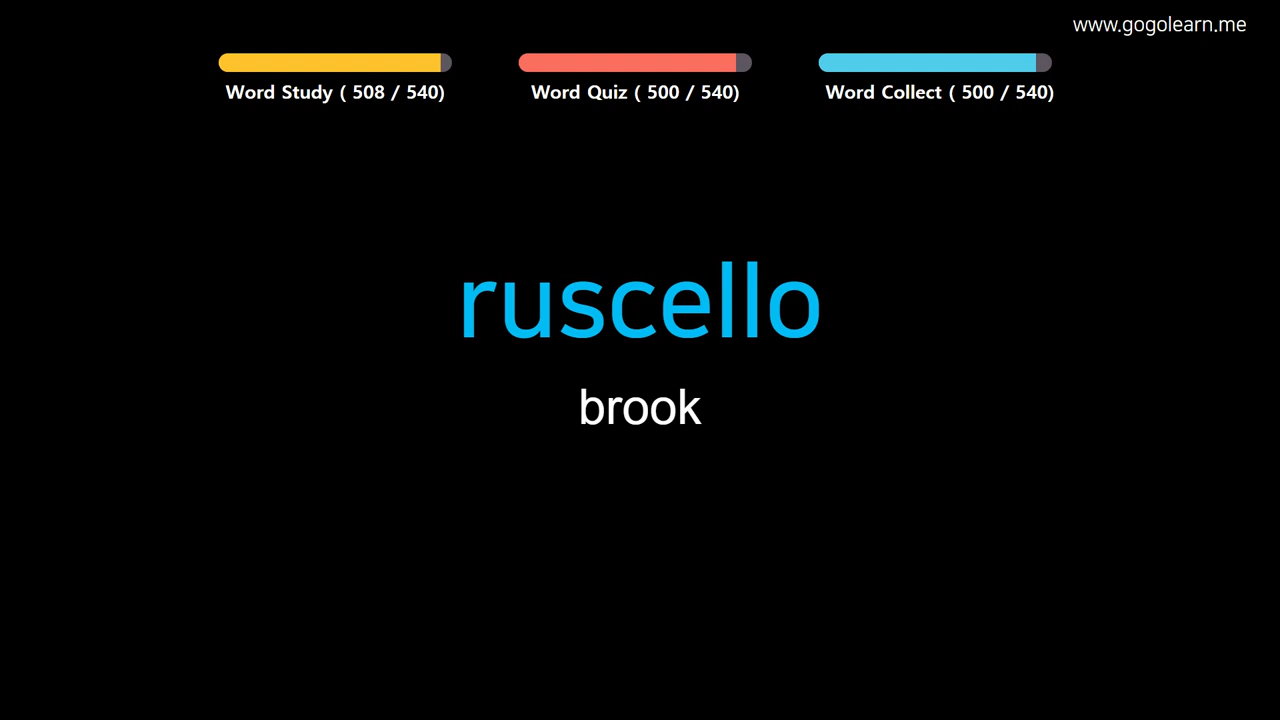 www.gogolearn.me
Word Study ( 508 / 540)
Word Quiz ( 500 / 540)
Word Collect ( 500 / 540)
ruscello
brook